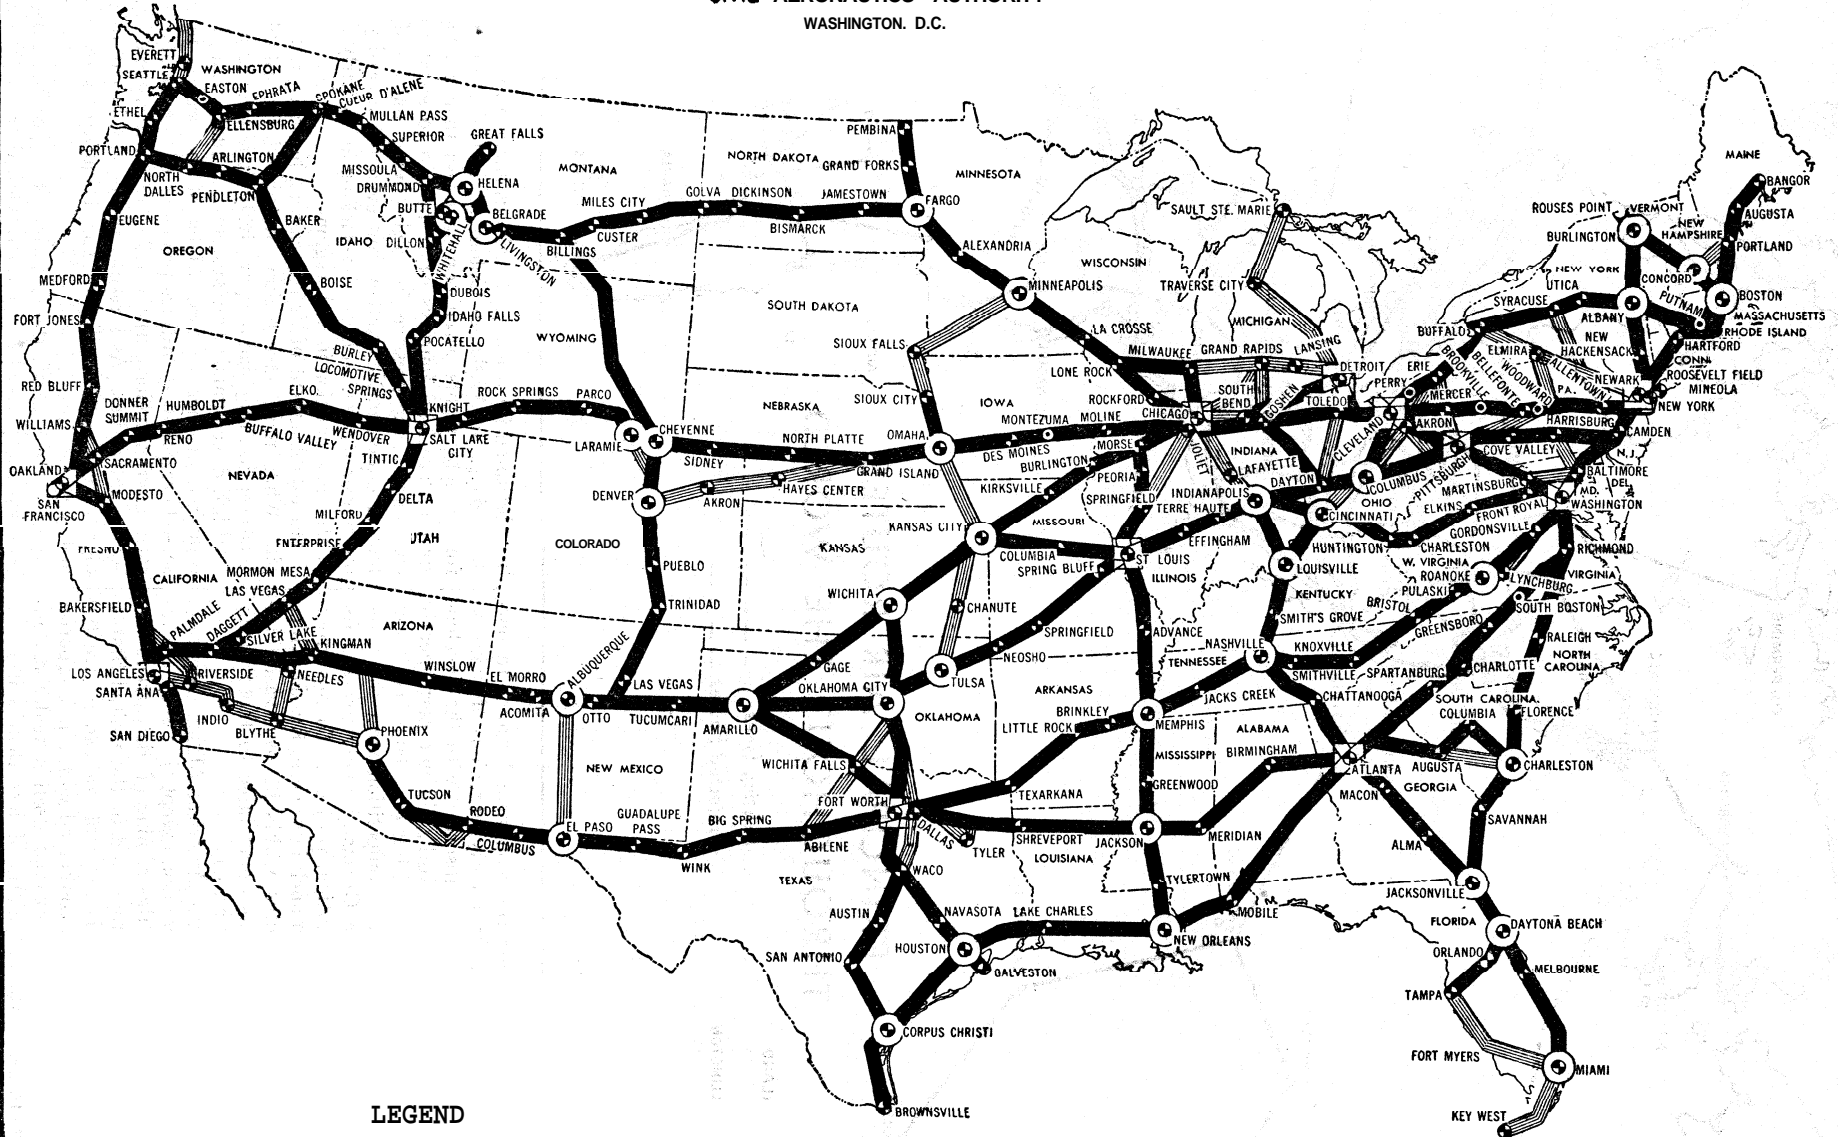 AERONAUTICS AUTHORITY
WASHINGTON. D.C.
EVERETT
SEATTLE
WASHINGTON
EASTON
EPHRATA
SPOKANE
COEUR D'ALENE
ETHEL
ELLENSBURG
MULLAN PASS
SUPERIOR
GREAT FALLS
PORTLAND
ARLINGTON
NORTH
DALLES
PENDLETON
MISSOULA
DRUMMOND
HELENA
MONTANA
BUTTE
BELGRADE
WHITEHALL
LIVINGSTON
EUGENE
OREGON
BAKER
IDAHO
DILLON
BILLINGS
CUSTER
MILES CITY
GOLVA
DICKINSON
BISMARCK
JAMESTOWN
NORTH DAKOTA
PEMBINA
GRAND FORKS
FARGO
MINNESOTA
ALEXANDRIA
MINNEAPOLIS
WISCONSIN
SAULT STE. MARIE
TRAVERSE CITY
MICHIGAN
MAINE
BANGOR
AUGUSTA
PORTLAND
ROUSES POINT
VERMONT
NEW
HAMPSHIRE
BURLINGTON
NEW YORK
CONCORD
UTICA
SYRACUSE
ALBANY
PUTNAM
BOSTON
MASSACHUSETTS
RHODE ISLAND
HARTFORD
CONN.
MEDFORD
BOISE
DUBOIS
IDAHO FALLS
POCATELLO
FORT JONES
WYOMING
SOUTH DAKOTA
SIOUX FALLS
LA CROSSE
LONE ROCK
MILWAUKEE
GRAND RAPIDS
LANSING
DETROIT
BUFFALO
ELMIRA
NEW
HACKENSACK
BURLEY
LOCOMOTIVE
SPRINGS
RED BLUFF
DONNER
SUMMIT
HUMBOLDT
ELKO
ROCK SPRINGS
PARCO
KNIGHT
NEBRASKA
SIOUX CITY
IOWA
ROCKFORD
CHICAGO
SOUTH
BEND
GOSHEN
TOLEDO
PERRY
ERIE
BROOKVILLE
BELLEFONTE
WOODWARD
ALLENTOWN
PA.
MERCER
NEWARK
ROOSEVELT FIELD
MINEOLA
NEW YORK
WILLIAMS
RENO
BUFFALO VALLEY
WENDOVER
SALT LAKE
CITY
LARAMIE
CHEYENNE
SIDNEY
NORTH PLATTE
GRAND ISLAND
OMAHA
DES MOINES
MONTEZUMA
MOLINE
MORSE
JOLIET
INDIANA
CLEVELAND
AKRON
PITTSBURGH
HARRISBURG
CAMDEN
COVE VALLEY
N.J.
OAKLAND
SACRAMENTO
NEVADA
TINTIC
DENVER
AKRON
HAYES CENTER
BURLINGTON
KIRKSVILLE
PEORIA
SPRINGFIELD
LAFAYETTE
DAYTON
COLUMBUS
OHIO
MARTINSBURG
BALTIMORE
DEL.
MD.
WASHINGTON
SAN
FRANCISCO
MODESTO
DELTA
MILFORD
UTAH
ENTERPRISE
COLORADO
KANSAS
KANSAS CITY
MISSOURI
COLUMBIA
SPRING BLUFF
ST LOUIS
ILLINOIS
TERRE HAUTE
EFFINGHAM
INDIANAPOLIS
CINCINNATI
HUNTINGTON
CHARLESTON
W. VIRGINIA
ELKINS
FRONT ROYAL
GORDONSVILLE
RICHMOND
FRESNO
CALIFORNIA
MORMON MESA
LAS VEGAS
PUEBLO
TRINIDAD
WICHITA
CHANUTE
LOUISVILLE
KENTUCKY
SMITH'S GROVE
ROANOKE
PULASKI
BRISTOL
LYNCHBURG
VIRGINIA
SOUTH BOSTON
BAKERSFIELD
PALMDALE
DAGGETT
SILVER LAKE
KINGMAN
ARIZONA
SPRINGFIELD
NEOSHO
ADVANCE
NASHVILLE
TENNESSEE
KNOXVILLE
SMITHVILLE
GREENSBORO
RALEIGH
NORTH
CAROLINA
LOS ANGELES
RIVERSIDE
SANTA ANA
NEEDLES
WINSLOW
EL MORRO
ACOMITA
ALBUQUERQUE
OTTO
LAS VEGAS
TUCUMCARI
AMARILLO
GAGE
OKLAHOMA CITY
TULSA
OKLAHOMA
ARKANSAS
BRINKLEY
LITTLE ROCK
MEMPHIS
JACKS CREEK
CHATTANOOGA
SPARTANBURG
CHARLOTTE
SOUTH CAROLINA
COLUMBIA
FLORENCE
SAN DIEGO
INDIO
BLYTHE
PHOENIX
NEW MEXICO
WICHITA FALLS
MISSISSIPPI
ALABAMA
BIRMINGHAM
ATLANTA
AUGUSTA
GEORGIA
MACON
CHARLESTON
TUCSON
RODEO
COLUMBUS
EL PASO
GUADALUPE
PASS
WINK
BIG SPRING
ABILENE
FORT WORTH
DALLAS
TYLER
TEXARKANA
SHREVEPORT
LOUISIANA
JACKSON
GREENWOOD
MERIDIAN
SAVANNAH
ALMA
TEXAS
WACO
AUSTIN
NAVASOTA
LAKE CHARLES
TYLERTOWN
MOBILE
JACKSONVILLE
FLORIDA
DAYTONA BEACH
SAN ANTONIO
HOUSTON
GALVESTON
NEW ORLEANS
ORLANDO
MELBOURNE
TAMPA
CORPUS CHRISTI
FORT MYERS
MIAMI
BROWNSVILLE
KEY WEST
LEGEND